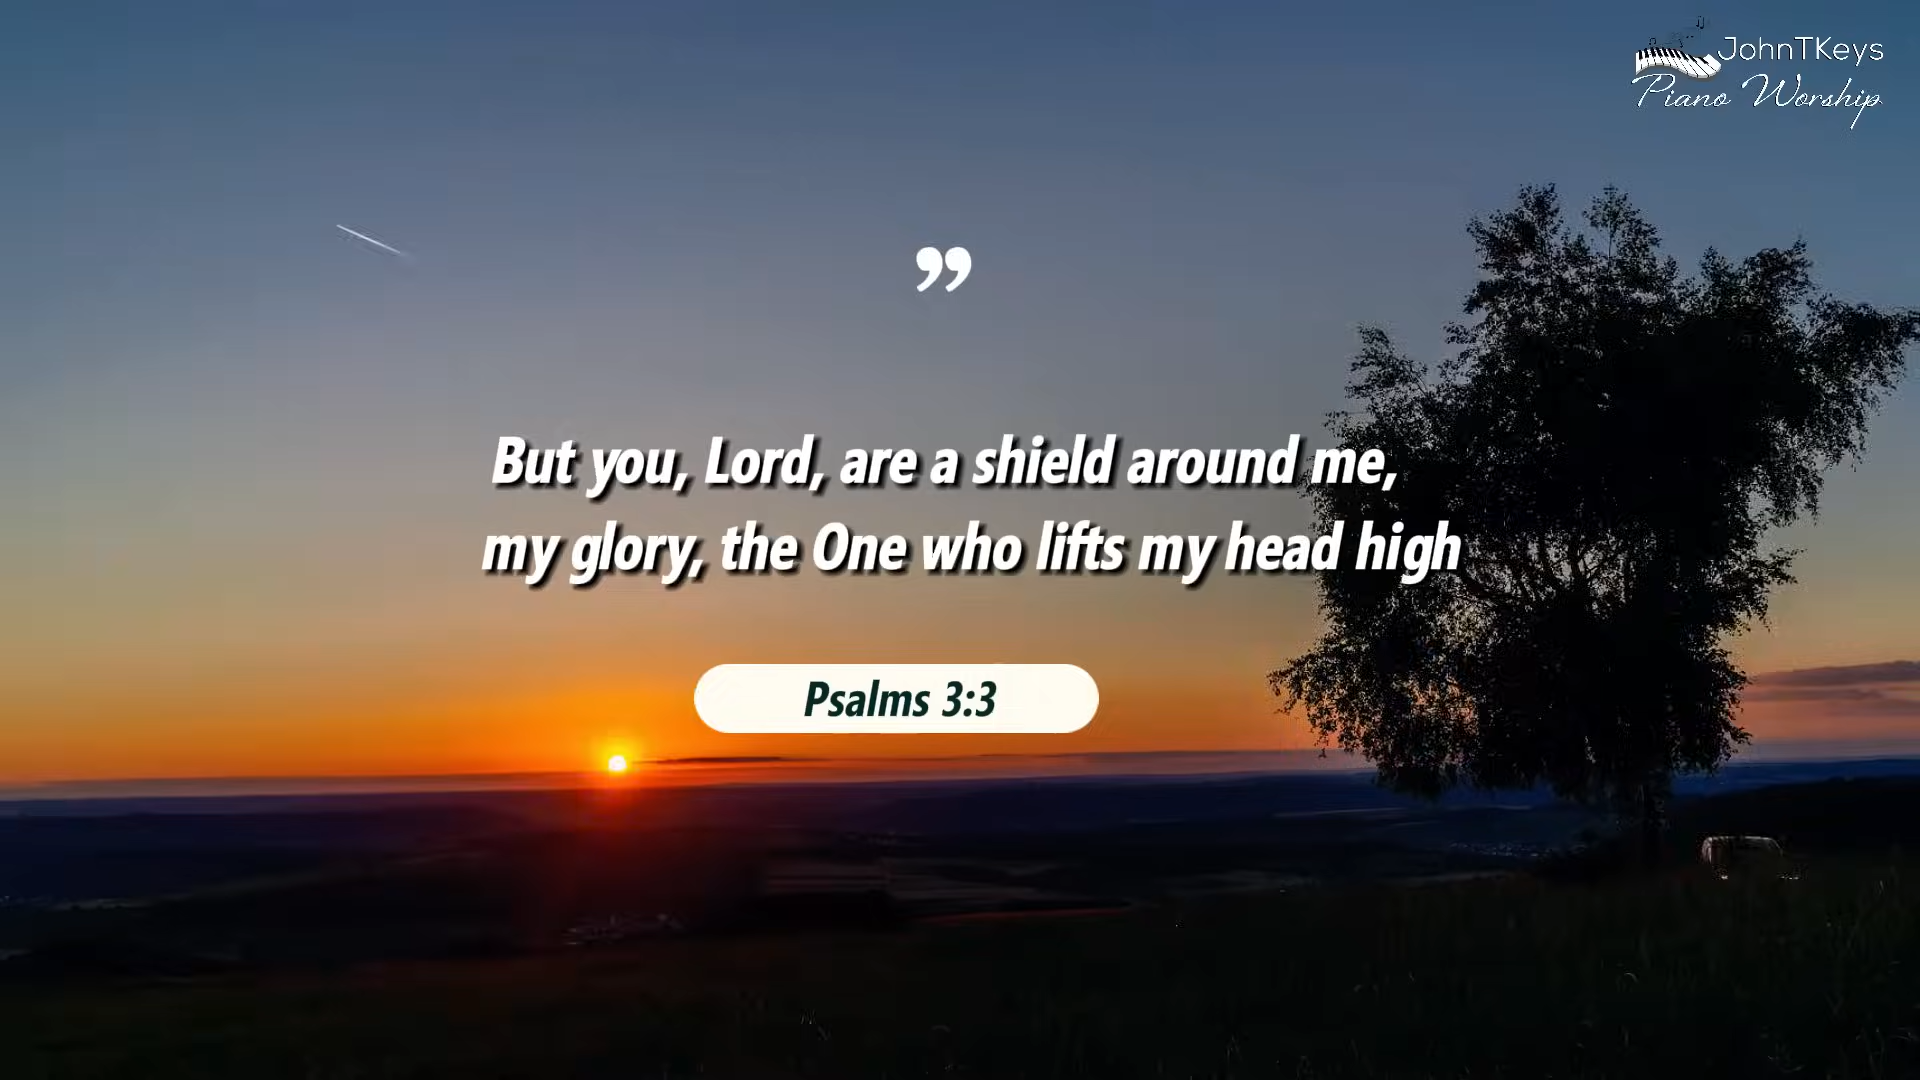 JohnTKeys
Piano Worship
”
But you, Lord, are a shield around me,
my glory, the One who lifts my head high
Psalms 3:3